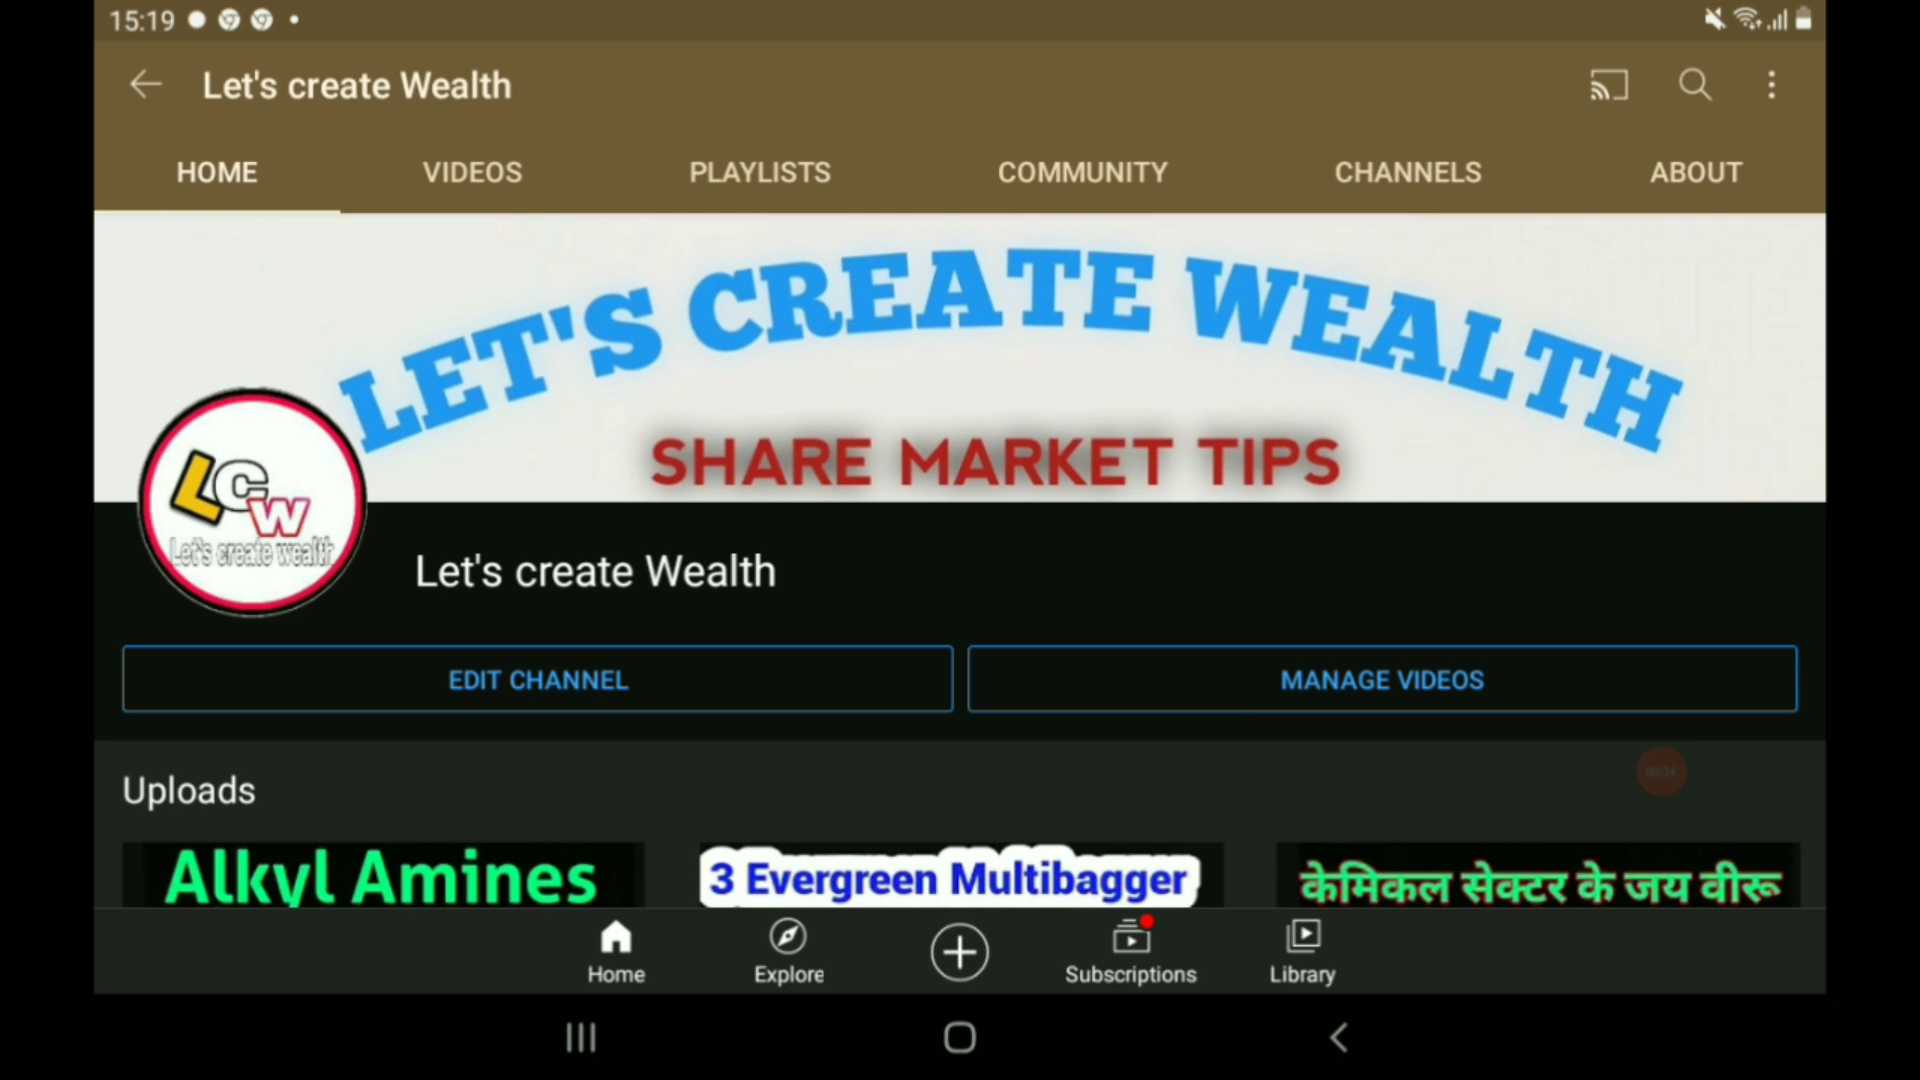 15:19
Let's create Wealth
HOME VIDEOS PLAYLISTS COMMUNITY CHANNELS ABOUT
LET'S CREATE WEALTH
SHARE MARKET TIPS
LCW
Let's create wealth
Let's create Wealth
EDIT CHANNEL MANAGE VIDEOS
Uploads
Alkyl Amines
3 Evergreen Multibagger
केमिकल सेक्टर के जय वीरू
Home Explore Subscriptions Library